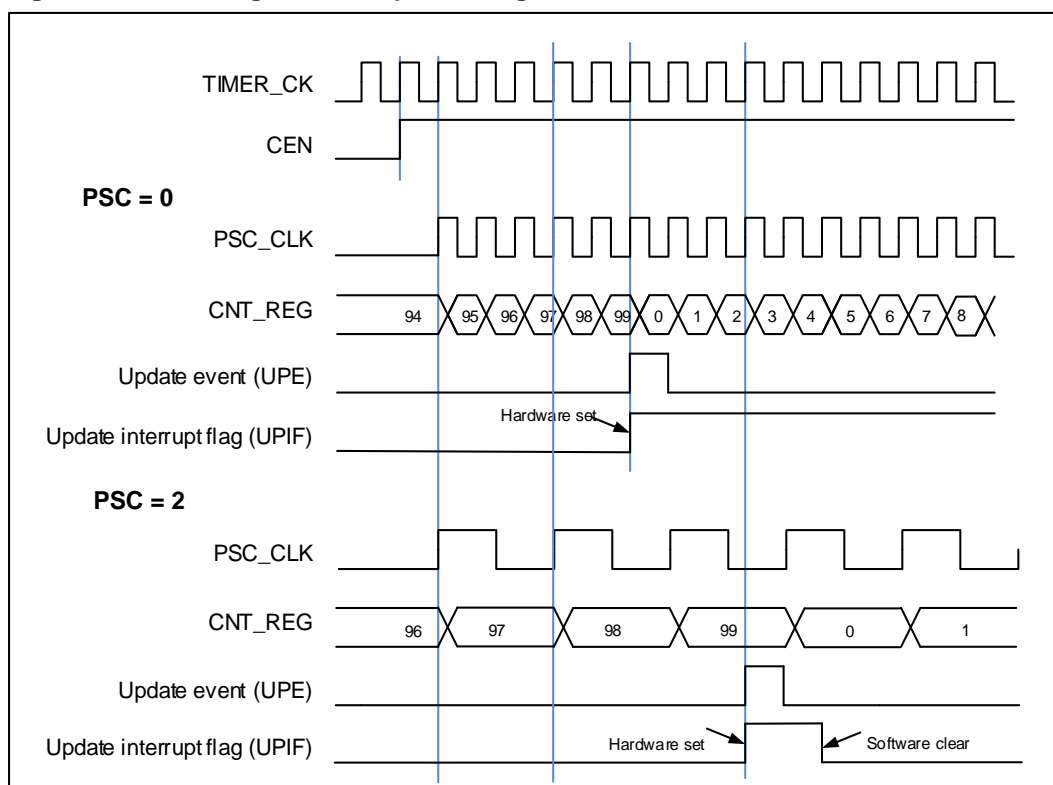 TIMER_CK
CEN
PSC = 0
PSC_CLK
CNT_REG 94 95 96 97 98 99 0 1 2 3 4 5 6 7 8
Update event (UPE)
Hardware set
Update interrupt flag (UPIF)
PSC = 2
PSC_CLK
CNT_REG 96 97 98 99 0 1
Update event (UPE)
Update interrupt flag (UPIF) Hardware set Software clear